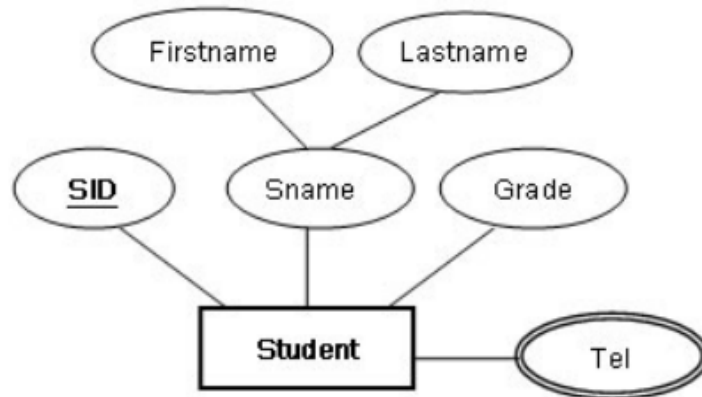 Firstname
Lastname
SID
Sname
Grade
Student
Tel